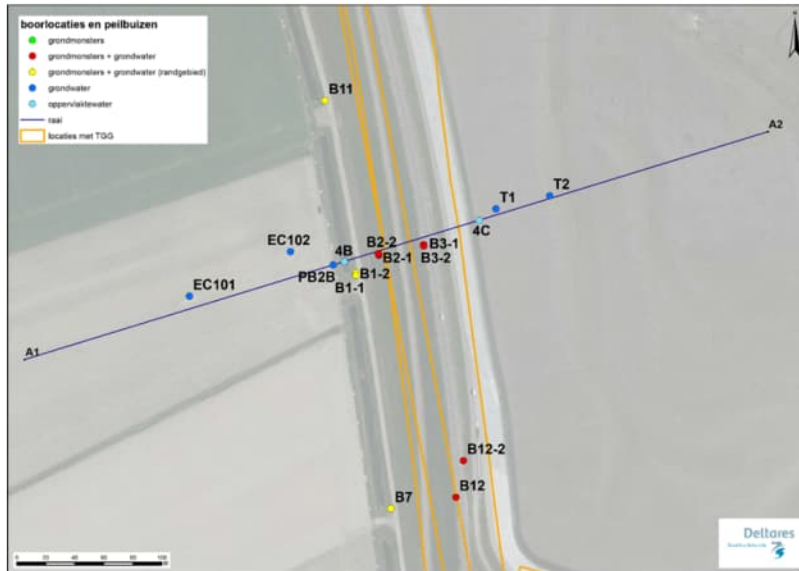 boorlocaties en peilbuizen
grondmonsters
grondmonsters + grondwater
grondmonsters + grondwater (randgebied)
grondwater
oppervlaktewater
raai
locaties met TGG
B11
A2
T1
T2
4C
EC102
4B
B2-2
B2-1
B3-1
B3-2
PB2B
B1-2
B1-1
EC101
A1
B12-2
B12
B7
0 20 40 60 80 100
Deltares